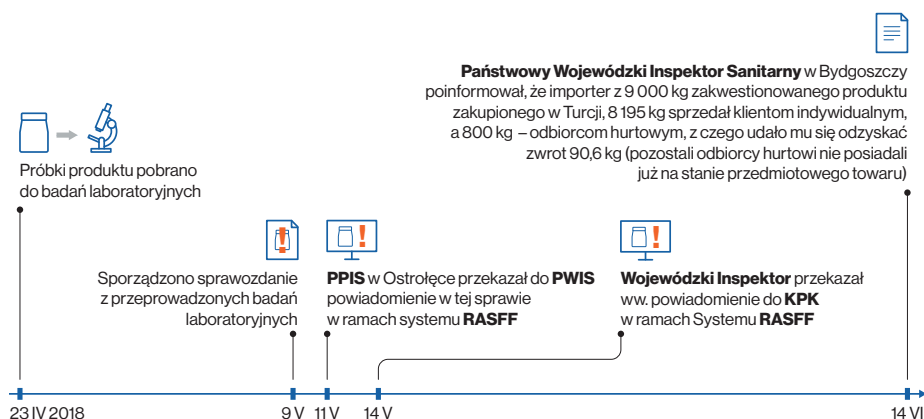 Państwowy Wojewódzki Inspektor Sanitarny w Bydgoszczy
poinformował, że importer z 9 000 kg zakwestionowanego produktu
zakupionego w Turcji, 8 195 kg sprzedał klientom indywidualnym,
a 800 kg – odbiorcom hurtowym, z czego udało mu się odzyskać
zwrot 90,6 kg (pozostali odbiorcy hurtowi nie posiadali
już na stanie przedmiotowego towaru)
Próbki produktu pobrano
do badań laboratoryjnych
Sporządzono sprawozdanie
z przeprowadzonych badań
laboratoryjnych
PPIS w Ostrołęce przekazał do PWIS
powiadomienie w tej sprawie
w ramach systemu RASFF
Wojewódzki Inspektor przekazał
ww. powiadomienie do KPK
w ramach Systemu RASFF
23 IV 2018
9 V
11 V
14 V
14 VI